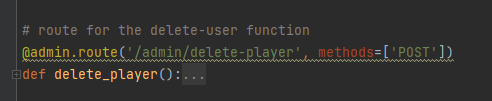 # route for the delete-user function
@admin.route('/admin/delete-player', methods=['POST'])
def delete_player():...